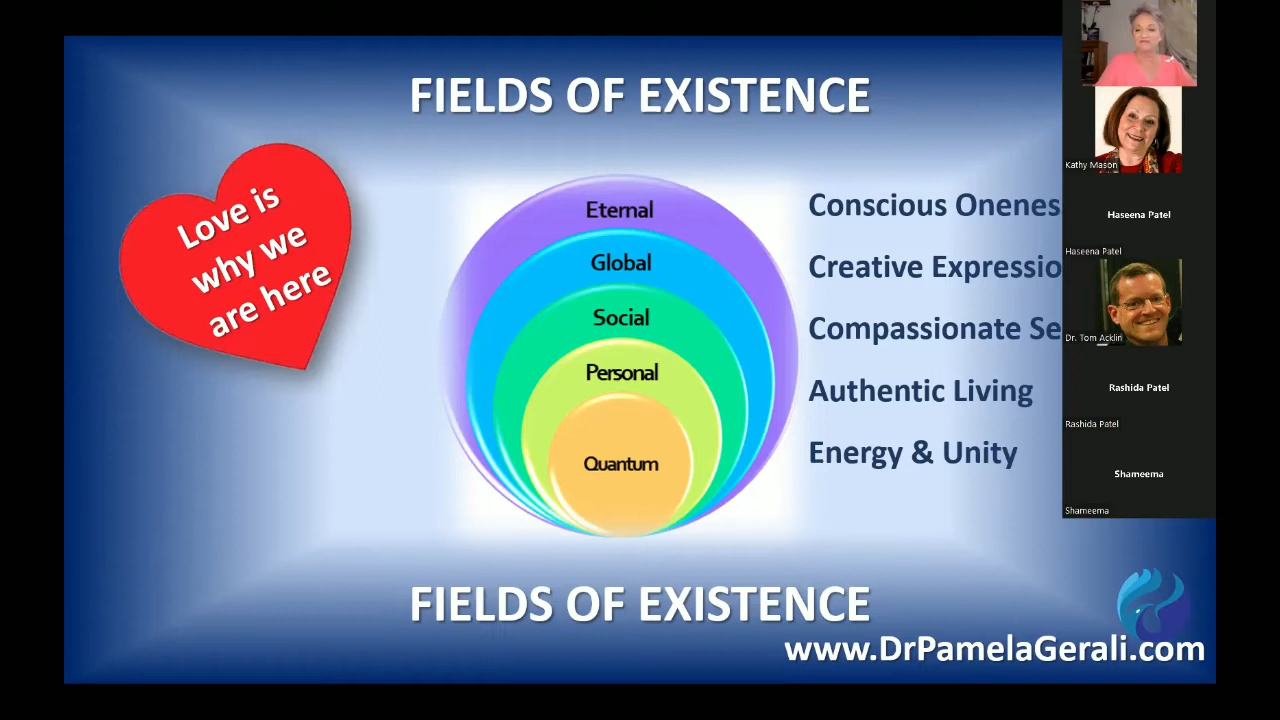 FIELDS OF EXISTENCE
Love is
why we
are here
Eternal
Global
Social
Personal
Quantum
Conscious Onenes
Creative Expressio
Compassionate Se
Authentic Living
Energy & Unity
Kathy Mason
Haseena Patel
Haseena Patel
Dr. Tom Acklin
Rashida Patel
Rashida Patel
Shameema
Shameema
FIELDS OF EXISTENCE
www.DrPamelaGerali.com